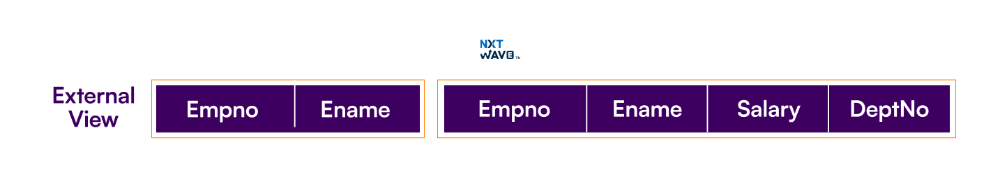 NXT
WAVE™
External
View
Empno Ename
Empno Ename Salary DeptNo